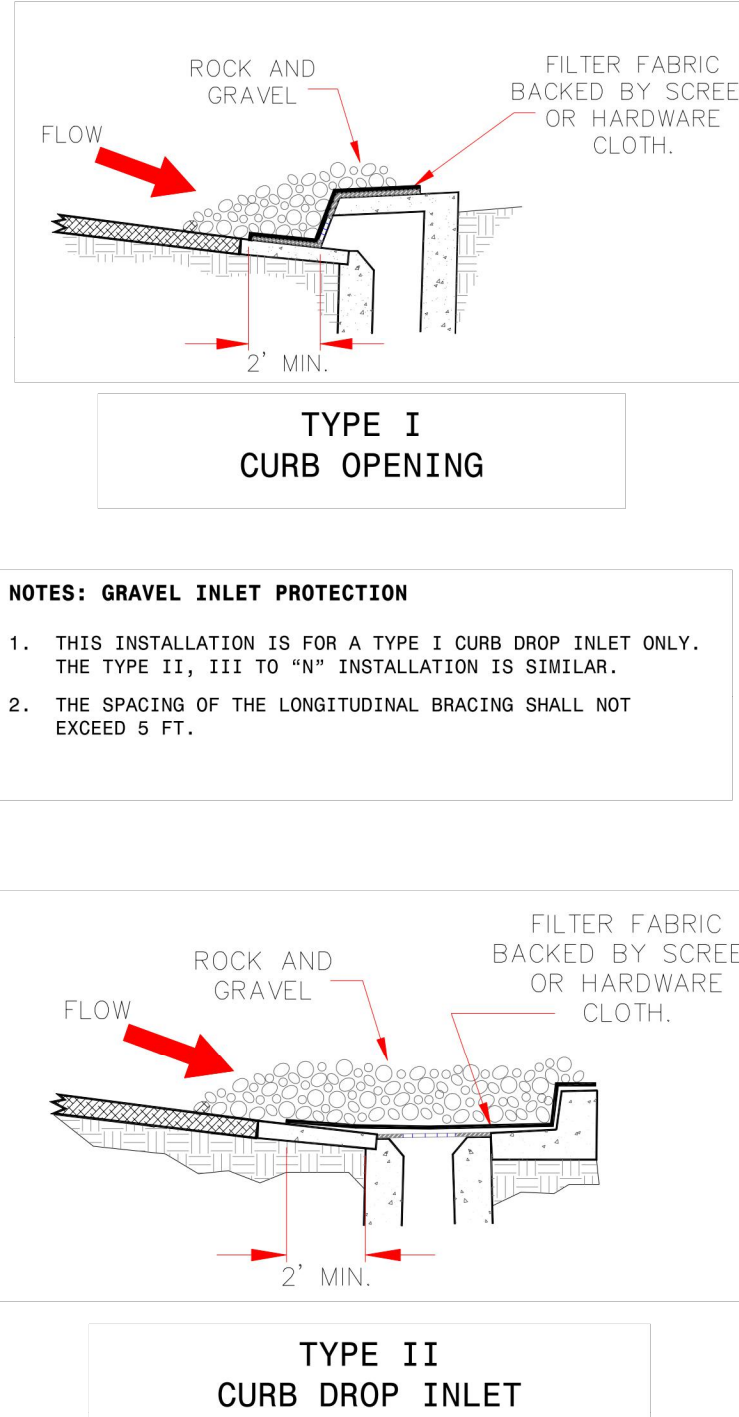 ROCK AND
GRAVEL
FILTER FABRIC
BACKED BY SCREE
OR HARDWARE
CLOTH.
FLOW
2' MIN.
TYPE I
CURB OPENING
NOTES: GRAVEL INLET PROTECTION
1. THIS INSTALLATION IS FOR A TYPE I CURB DROP INLET ONLY.
THE TYPE II, III TO “N” INSTALLATION IS SIMILAR.
2. THE SPACING OF THE LONGITUDINAL BRACING SHALL NOT
EXCEED 5 FT.
FILTER FABRIC
BACKED BY SCREE
OR HARDWARE
CLOTH.
ROCK AND
GRAVEL
FLOW
2' MIN.
TYPE II
CURB DROP INLET